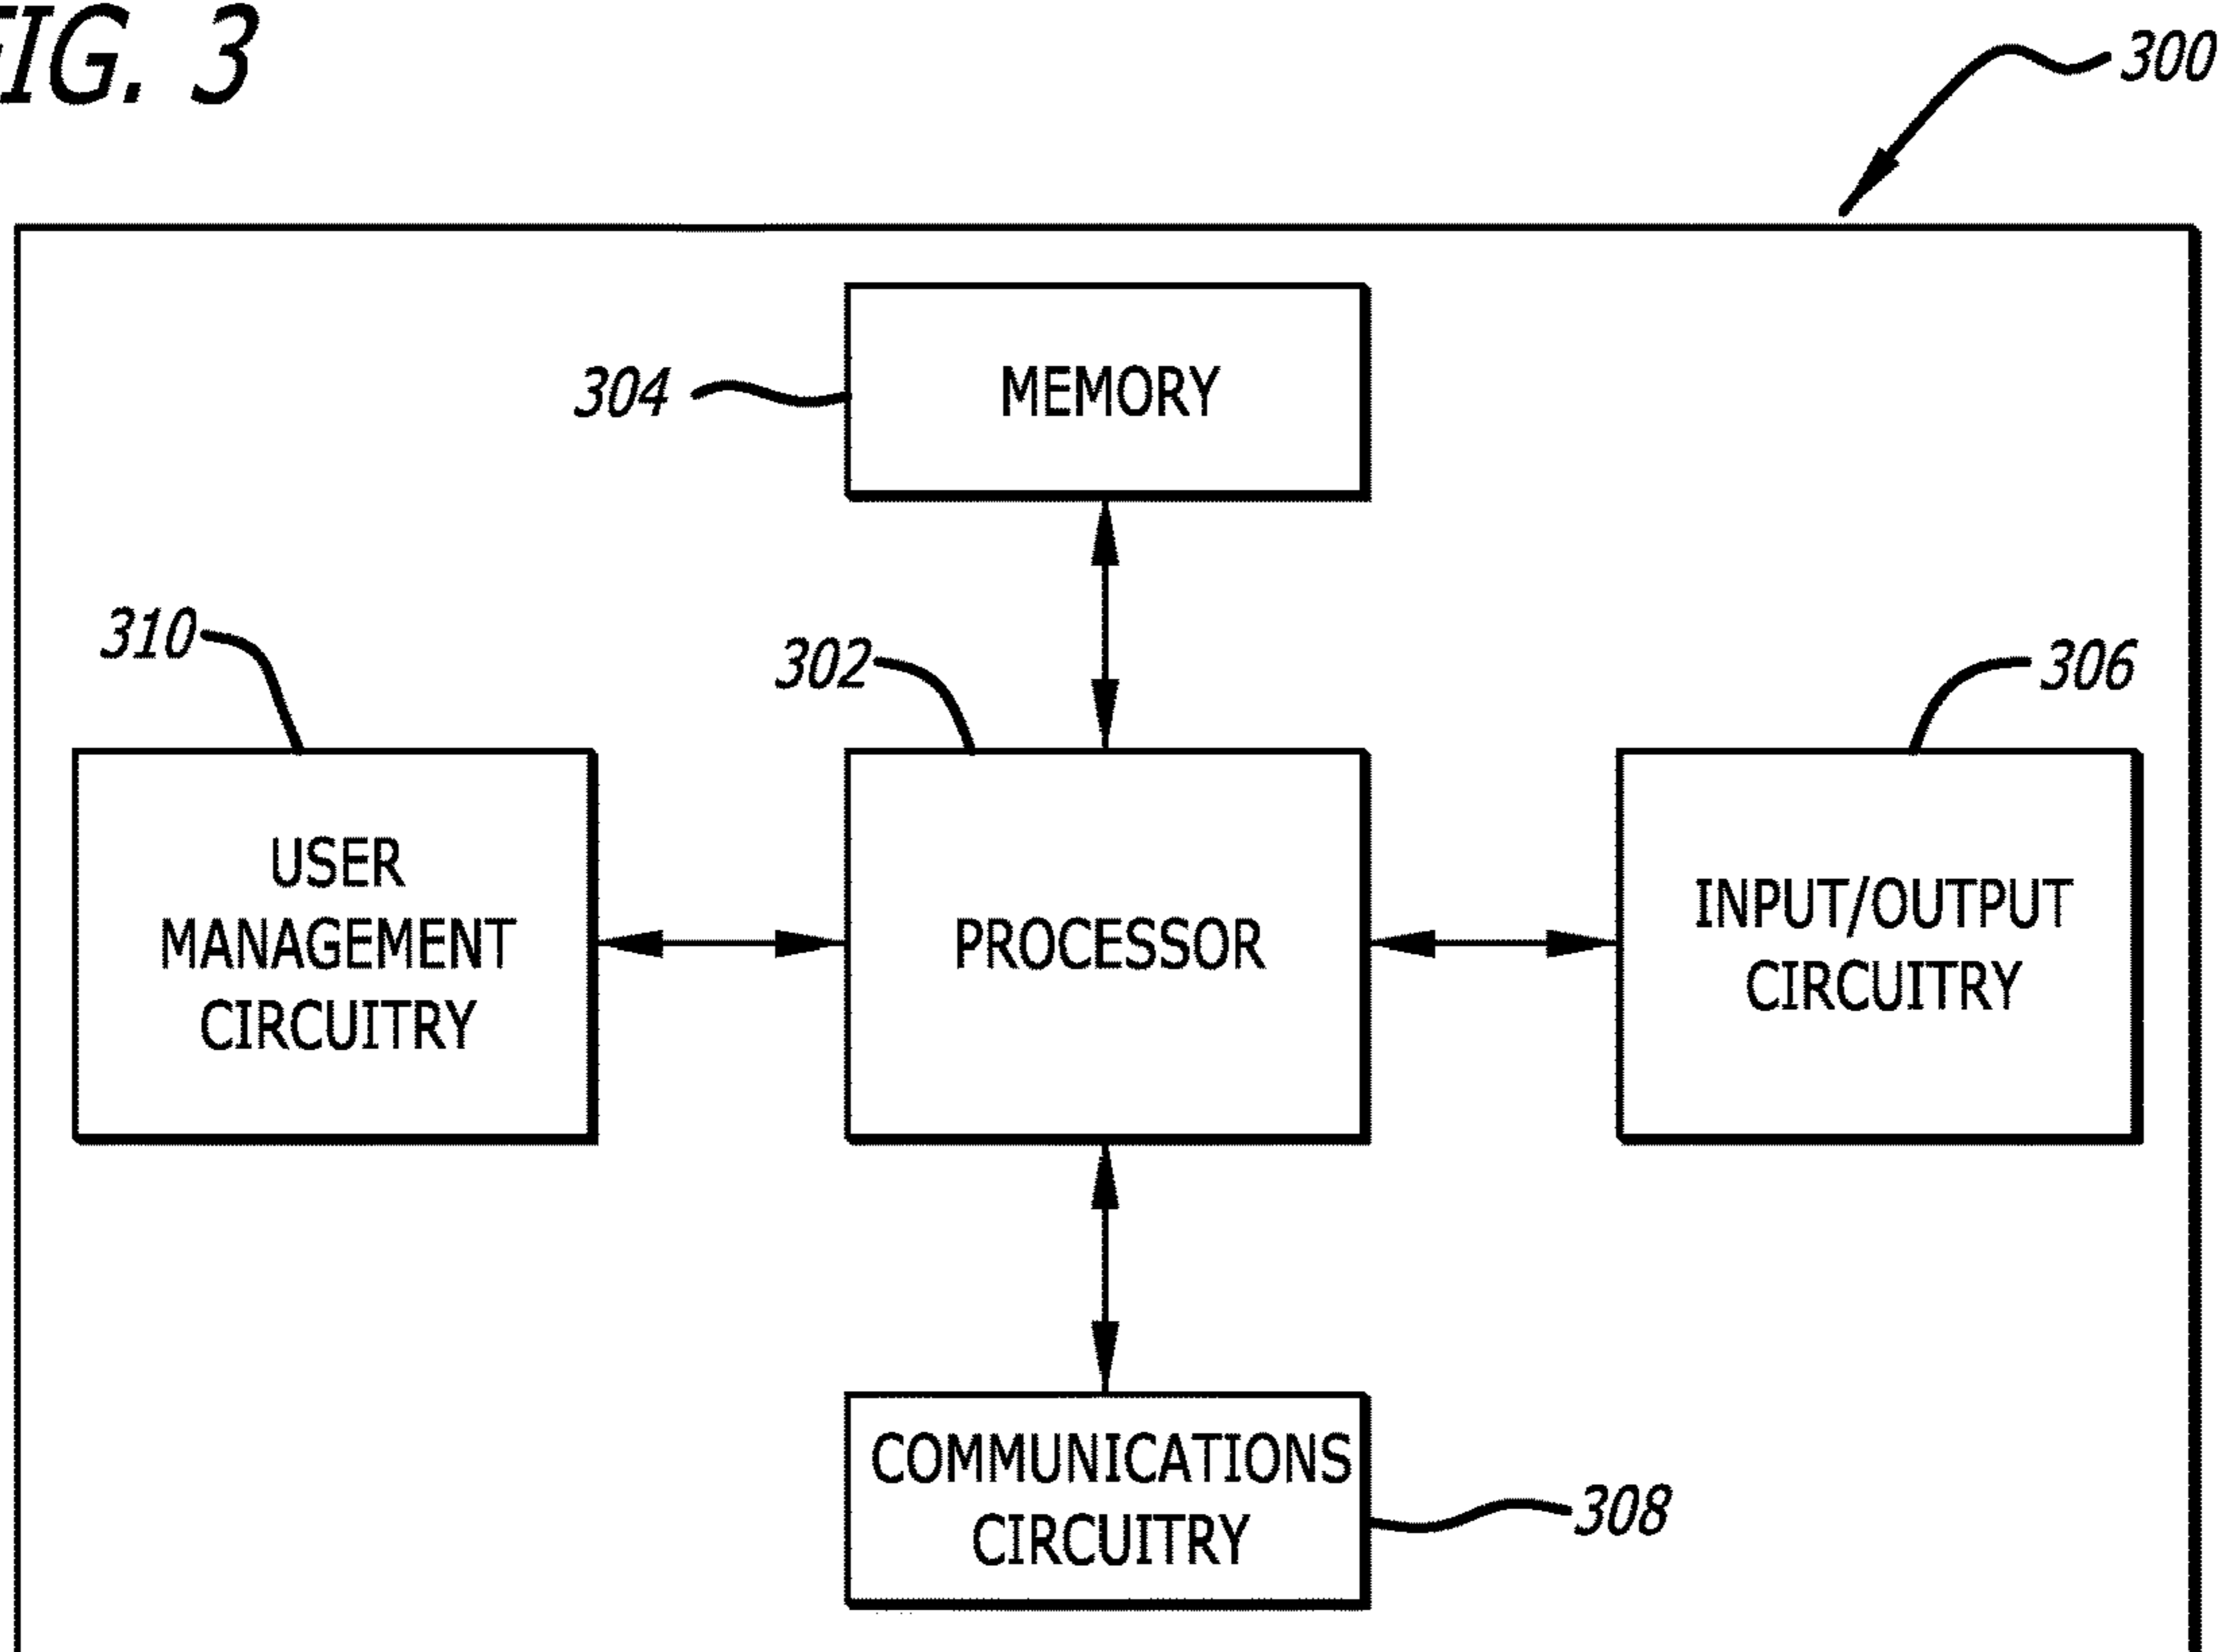 FIG. 3
300
MEMORY
304
310
302
306
USER
MANAGEMENT
CIRCUITRY
PROCESSOR
INPUT/OUTPUT
CIRCUITRY
COMMUNICATIONS
CIRCUITRY
308